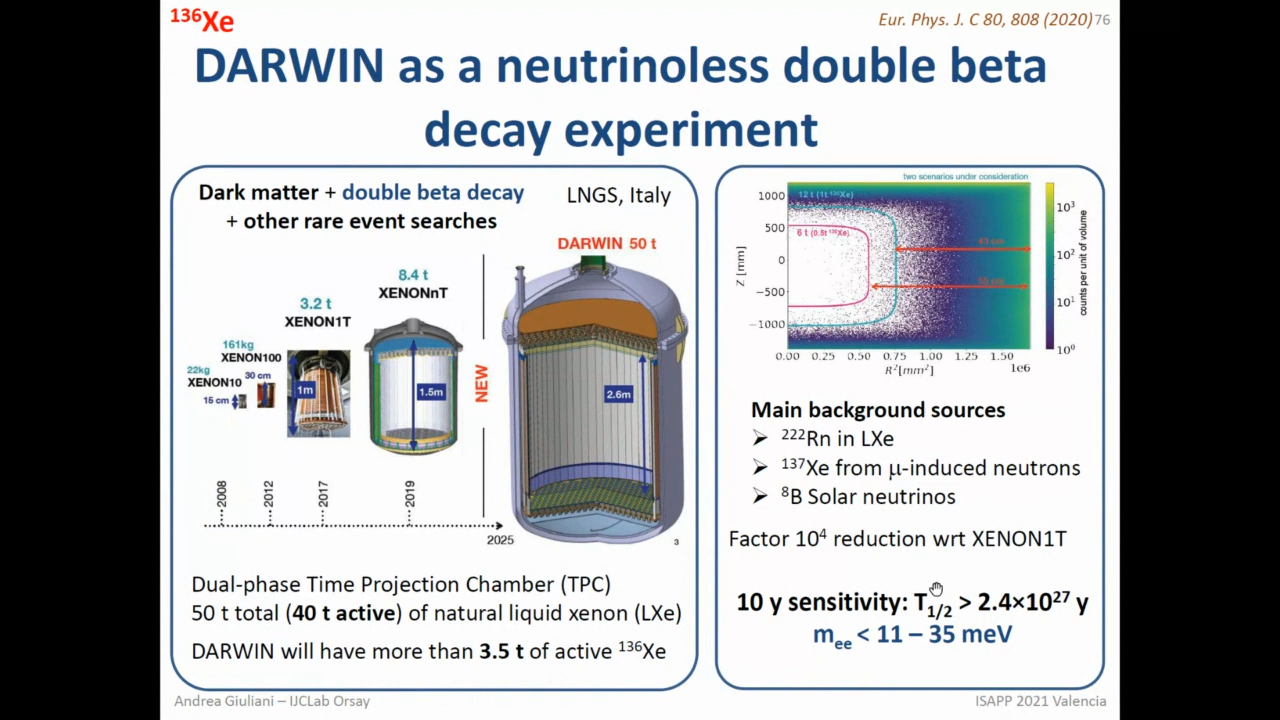 ¹³⁶Xe
Eur. Phys. J. C 80, 808 (2020)
76
DARWIN as a neutrinoless double beta
decay experiment
Dark matter + double beta decay
+ other rare event searches
LNGS, Italy
DARWIN 50 t
8.4 t
XENONnT
3.2 t
XENON1T
161kg
XENON100
22kg
XENON10
30 cm
15 cm
1m
1.5m
2.6m
NEW
2008
2012
2017
2019
2025
3
Dual-phase Time Projection Chamber (TPC)
50 t total (40 t active) of natural liquid xenon (LXe)
DARWIN will have more than 3.5 t of active ¹³⁶Xe
two scenarios under consideration
12 t (1t ¹³⁶Xe)
6 t (0.5t ¹³⁶Xe)
Z [mm]
1000
500
0
−500
−1000
0.00 0.25 0.50 0.75 1.00 1.25 1.50
R²[mm²]
1e6
10³
10²
10¹
10⁰
counts per unit of volume
Main background sources
➢ ²²²Rn in LXe
➢ ¹³⁷Xe from μ-induced neutrons
➢ ⁸B Solar neutrinos
Factor 10⁴ reduction wrt XENON1T
10 y sensitivity: T₁/₂ > 2.4×10²⁷ y
mₑₑ < 11 – 35 meV
Andrea Giuliani – IJCLab Orsay
ISAPP 2021 Valencia